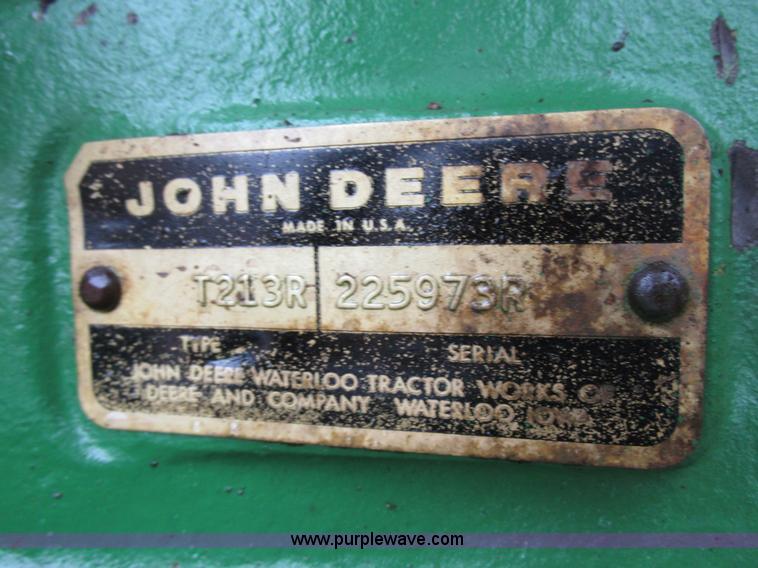 JOHN DEERE
MADE IN U.S.A.
T213R 225973R
TYPE SERIAL
JOHN DEERE WATERLOO TRACTOR WORKS OF
DEERE AND COMPANY WATERLOO, IOWA
www.purplewave.com